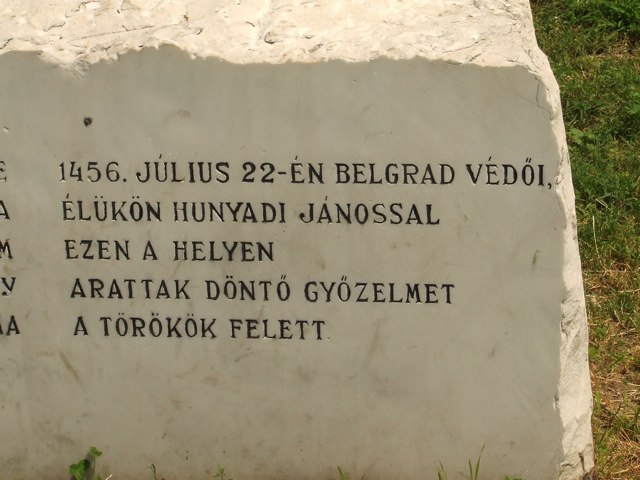 1456. JÚLIUS 22-ÉN BELGRAD VÉDŐI,
ÉLÜKÖN HUNYADI JÁNOSSAL
EZEN A HELYEN
ARATTAK DÖNTŐ GYŐZELMET
A TÖRÖKÖK FELETT.